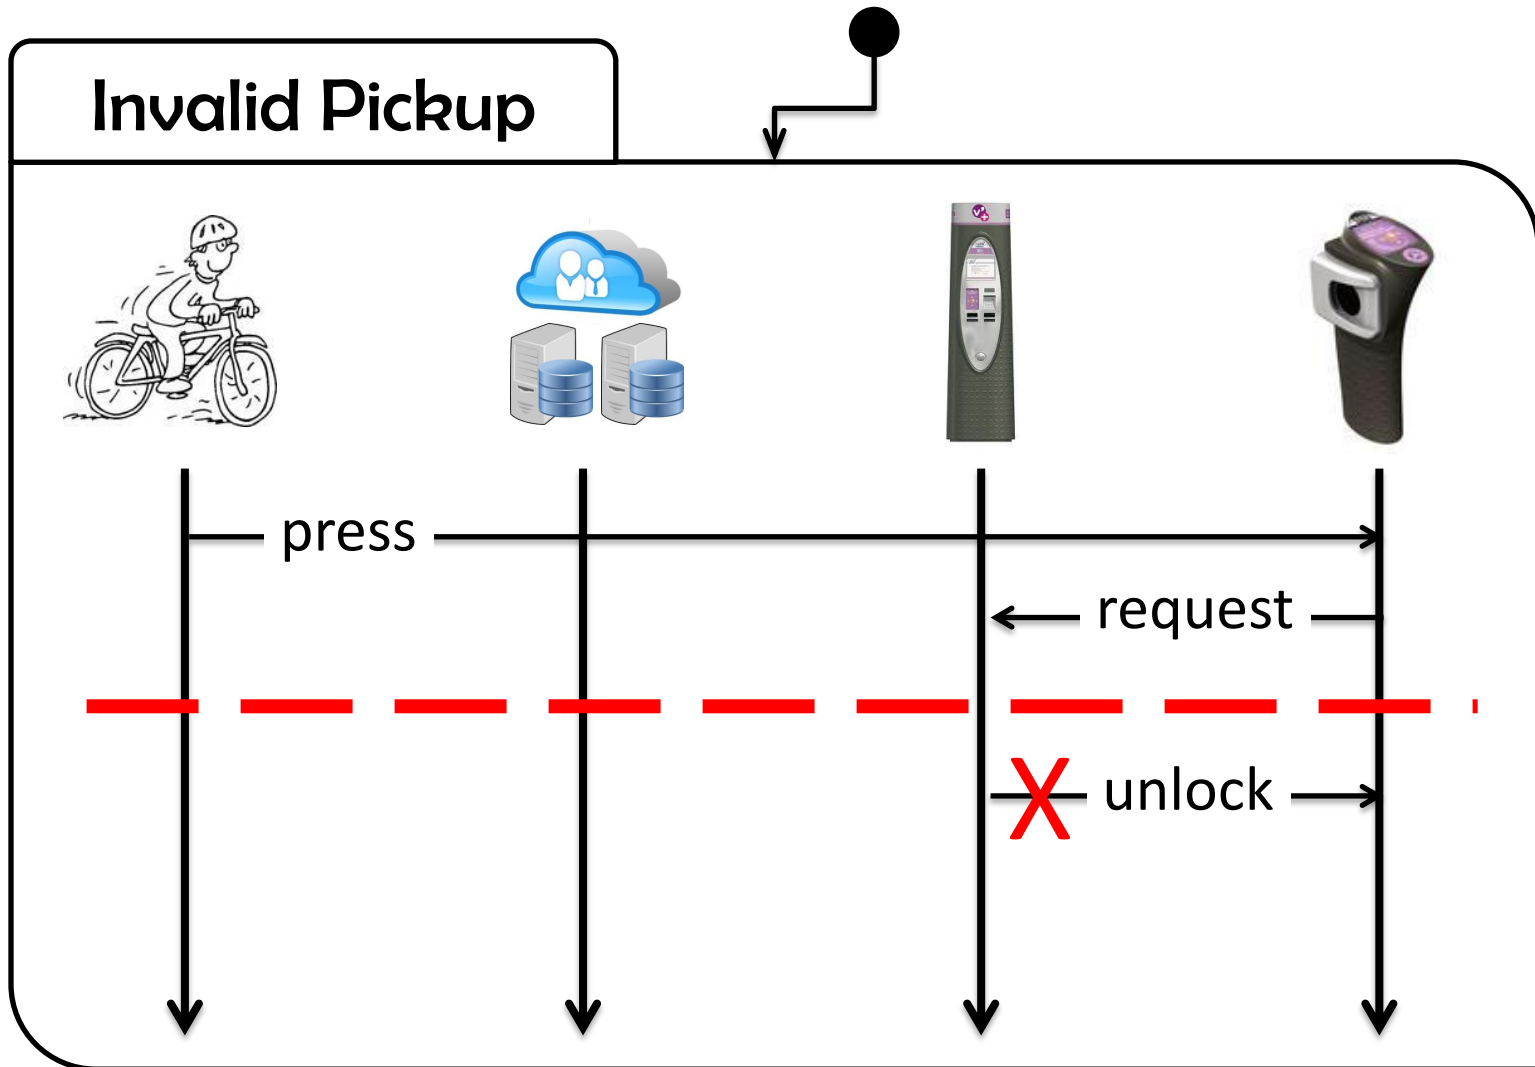 Invalid Pickup
press
request
X unlock